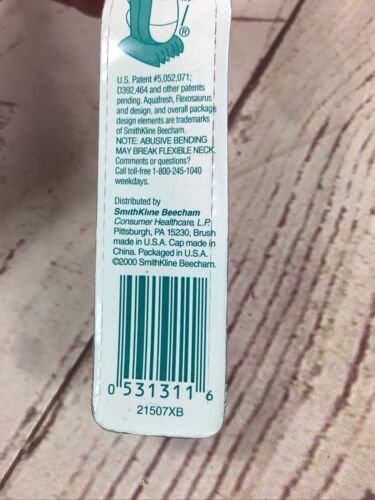 !
®
U.S. Patent #5,052,071;
D392,464 and other patents
pending. Aquafresh, Flexosaurus
and design, and overall package
design elements are trademarks
of SmithKline Beecham.
NOTE: ABUSIVE BENDING
MAY BREAK FLEXIBLE NECK.
Comments or questions?
Call toll-free 1-800-245-1040
weekdays.
Distributed by
SmithKline Beecham
Consumer Healthcare, L.P.
Pittsburgh, PA 15230, Brush
made in U.S.A. Cap made in
China. Packaged in U.S.A.
©2000 SmithKline Beecham.
0 531311 6
21507XB